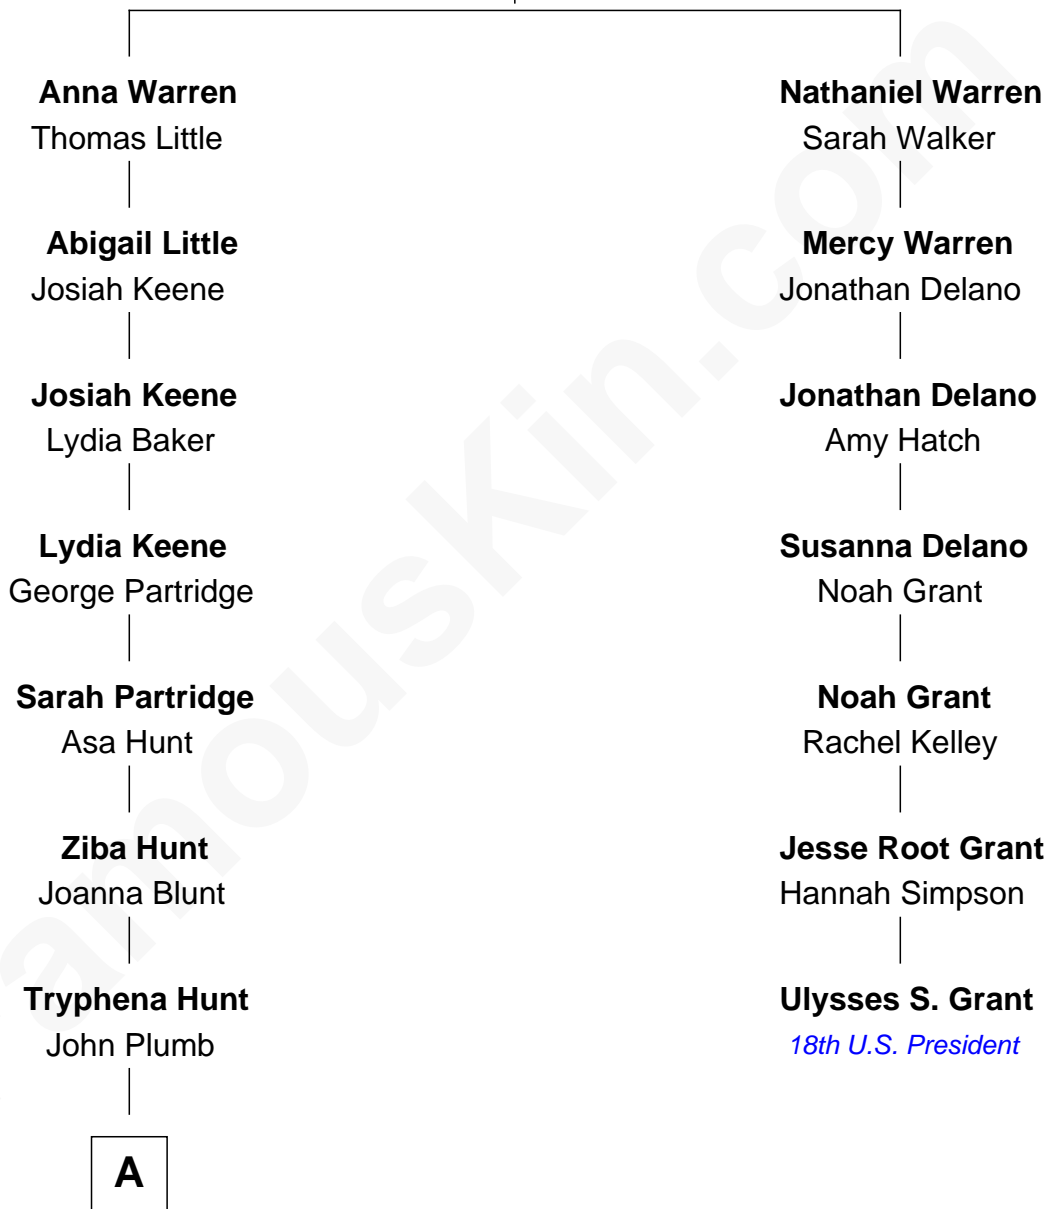 Anna Warren
Thomas Little
Abigail Little
Josiah Keene
Josiah Keene
Lydia Baker
Lydia Keene
George Partridge
Sarah Partridge
Asa Hunt
Ziba Hunt
Joanna Blunt
Tryphena Hunt
John Plumb
A
Nathaniel Warren
Sarah Walker
Mercy Warren
Jonathan Delano
Jonathan Delano
Amy Hatch
Susanna Delano
Noah Grant
Noah Grant
Rachel Kelley
Jesse Root Grant
Hannah Simpson
Ulysses S. Grant
18th U.S. President
amouskin.com